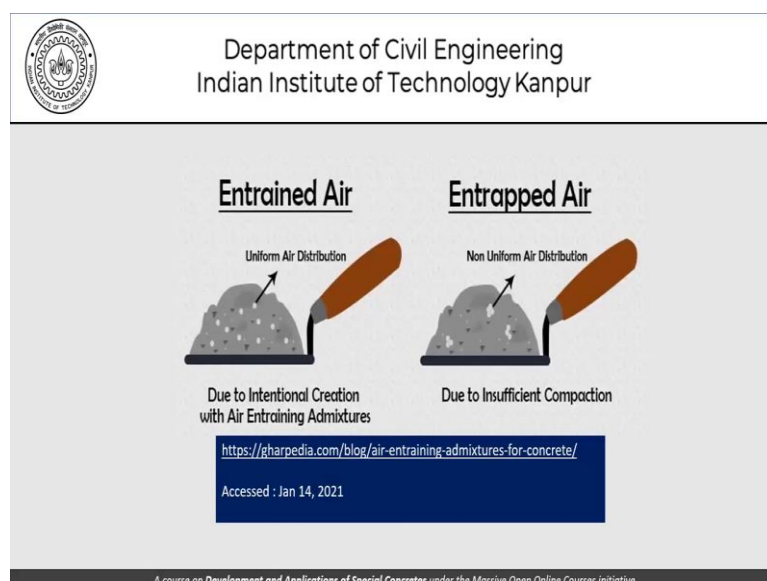 Department of Civil Engineering
Indian Institute of Technology Kanpur
Entrained Air
Entrapped Air
Uniform Air Distribution
Non Uniform Air Distribution
Due to Intentional Creation
with Air Entraining Admixtures
Due to Insufficient Compaction
https://gharpedia.com/blog/air-entraining-admixtures-for-concrete/
Accessed : Jan 14, 2021
A course on Development and Applications of Special Concretes under the Massive Open Online Courses initiative